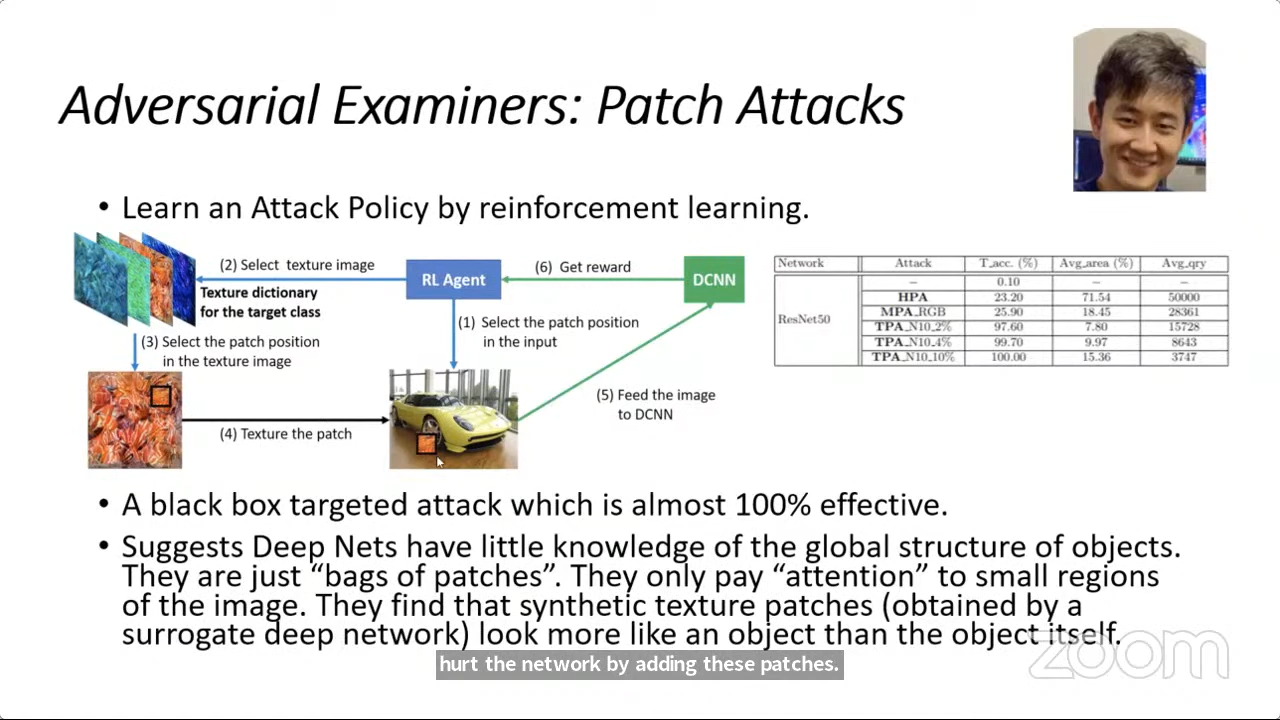 Adversarial Examiners: Patch Attacks
• Learn an Attack Policy by reinforcement learning.
(2) Select texture image
RL Agent
(6) Get reward
DCNN
Texture dictionary
for the target class
(1) Select the patch position
in the input
(3) Select the patch position
in the texture image
(4) Texture the patch
(5) Feed the image
to DCNN
Network Attack T_acc. (%) Avg_area (%) Avg_qry
ResNet50
– 0.10 – –
HPA 23.20 71.54 50000
MPA_RGB 25.90 18.45 28361
TPA_N10_2% 97.60 7.80 15728
TPA_N10_4% 99.70 9.97 8643
TPA_N10_10% 100.00 15.36 3747
• A black box targeted attack which is almost 100% effective.
• Suggests Deep Nets have little knowledge of the global structure of objects.
They are just “bags of patches”. They only pay “attention” to small regions
of the image. They find that synthetic texture patches (obtained by a
surrogate deep network) look more like an object than the object itself.
hurt the network by adding these patches.
zoom